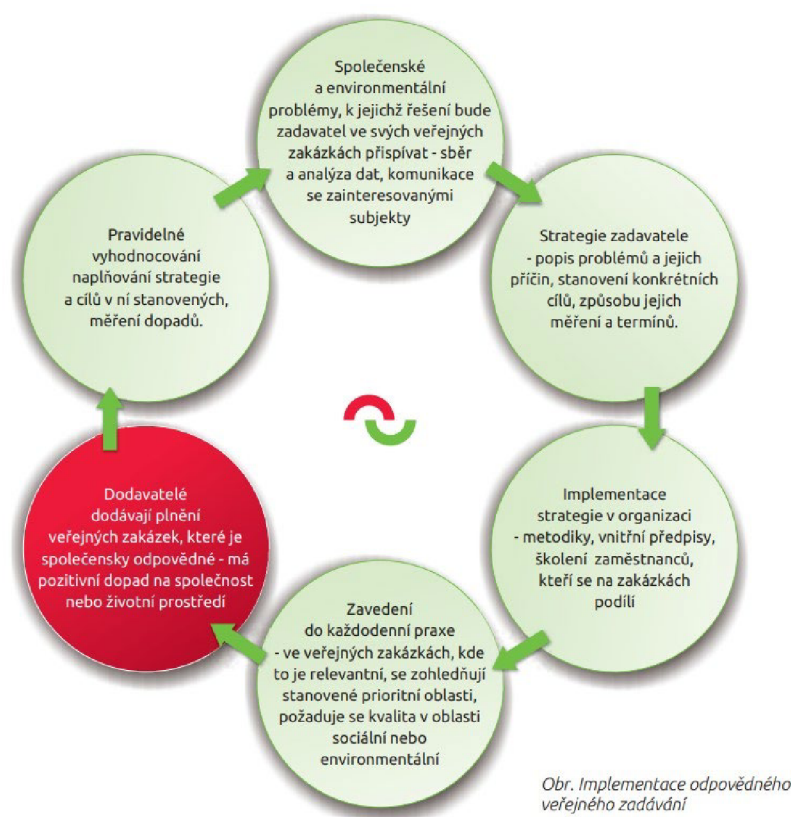 Společenské
a environmentální
problémy, k jejichž řešení bude
zadavatel ve svých veřejných
zakázkách přispívat - sběr
a analýza dat, komunikace
se zainteresovanými
subjekty
Strategie zadavatele
- popis problémů a jejich
příčin, stanovení konkrétních
cílů, způsobu jejich
měření a termínů.
Implementace
strategie v organizaci
- metodiky, vnitřní předpisy,
školení zaměstnanců,
kteří se na zakázkách
podílí
Zavedení
do každodenní praxe
- ve veřejných zakázkách, kde
to je relevantní, se zohledňují
stanovené prioritní oblasti,
požaduje se kvalita v oblasti
sociální nebo
environmentální
Dodavatelé
dodávají plnění
veřejných zakázek, které je
společensky odpovědné - má
pozitivní dopad na společnost
nebo životní prostředí
Pravidelné
vyhodnocování
naplňování strategie
a cílů v ní stanovených,
měření dopadů.
Obr. Implementace odpovědného
veřejného zadávání